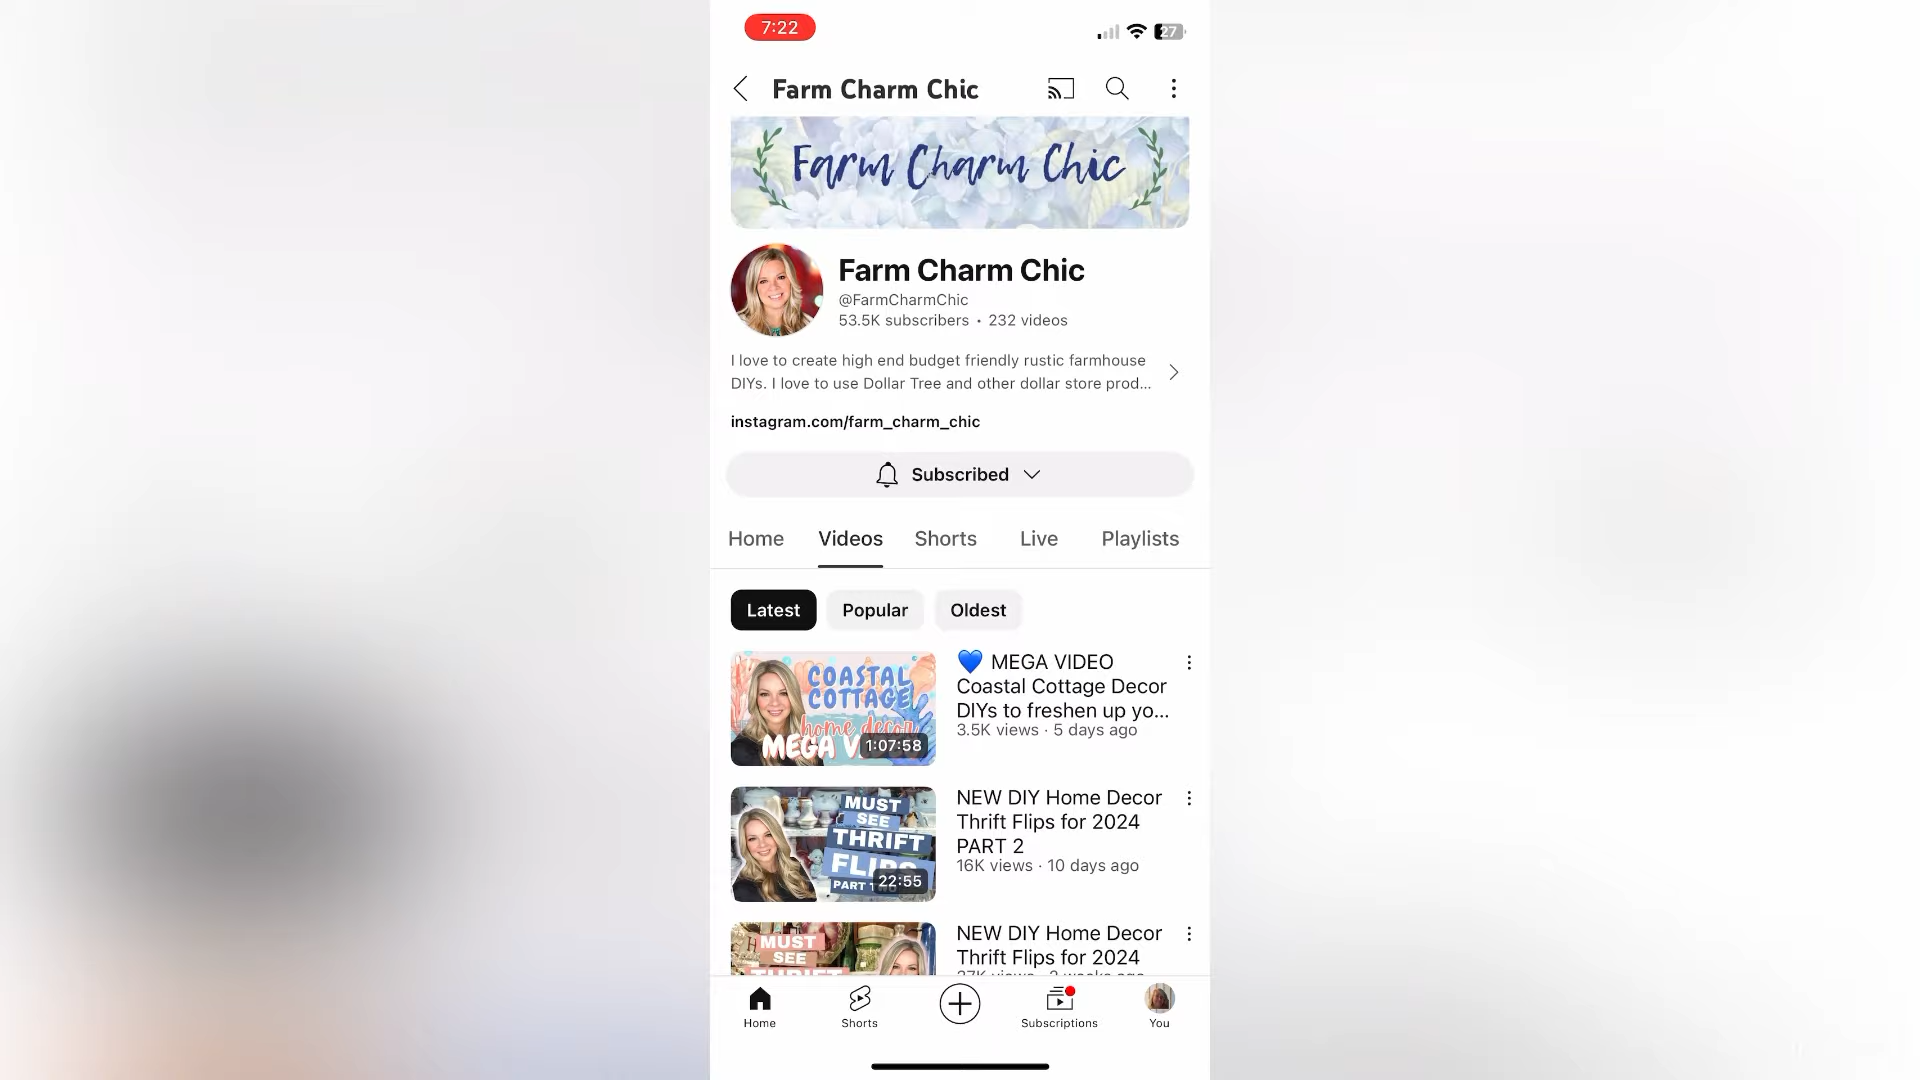 7:22
27
Farm Charm Chic
Farm Charm Chic
Farm Charm Chic
@FarmCharmChic
53.5K subscribers • 232 videos
I love to create high end budget friendly rustic farmhouse
DIYs. I love to use Dollar Tree and other dollar store prod...
instagram.com/farm_charm_chic
Subscribed
Home Videos Shorts Live Playlists
Latest Popular Oldest
COASTAL
COTTAGE
home decor
MEGA V
1:07:58
💙 MEGA VIDEO
Coastal Cottage Decor
DIYs to freshen up yo...
3.5K views · 5 days ago
MUST
SEE
THRIFT
FLIPS
PART T
22:55
NEW DIY Home Decor
Thrift Flips for 2024
PART 2
16K views · 10 days ago
MUST
SEE
THRIFT
NEW DIY Home Decor
Thrift Flips for 2024
Home Shorts Subscriptions You